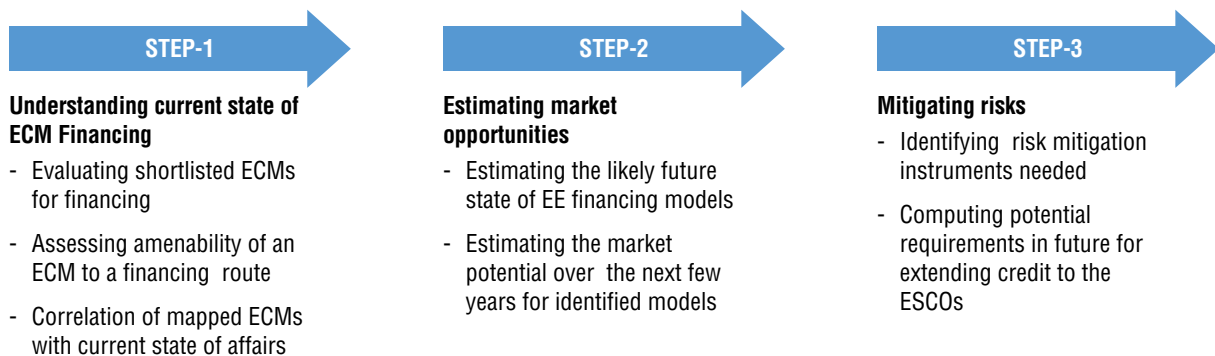 STEP-1
Understanding current state of
ECM Financing
- Evaluating shortlisted ECMs
for financing
- Assessing amenability of an
ECM to a financing route
- Correlation of mapped ECMs
with current state of affairs
STEP-2
Estimating market
opportunities
- Estimating the likely future
state of EE financing models
- Estimating the market
potential over the next few
years for identified models
STEP-3
Mitigating risks
- Identifying risk mitigation
instruments needed
- Computing potential
requirements in future for
extending credit to the
ESCOs